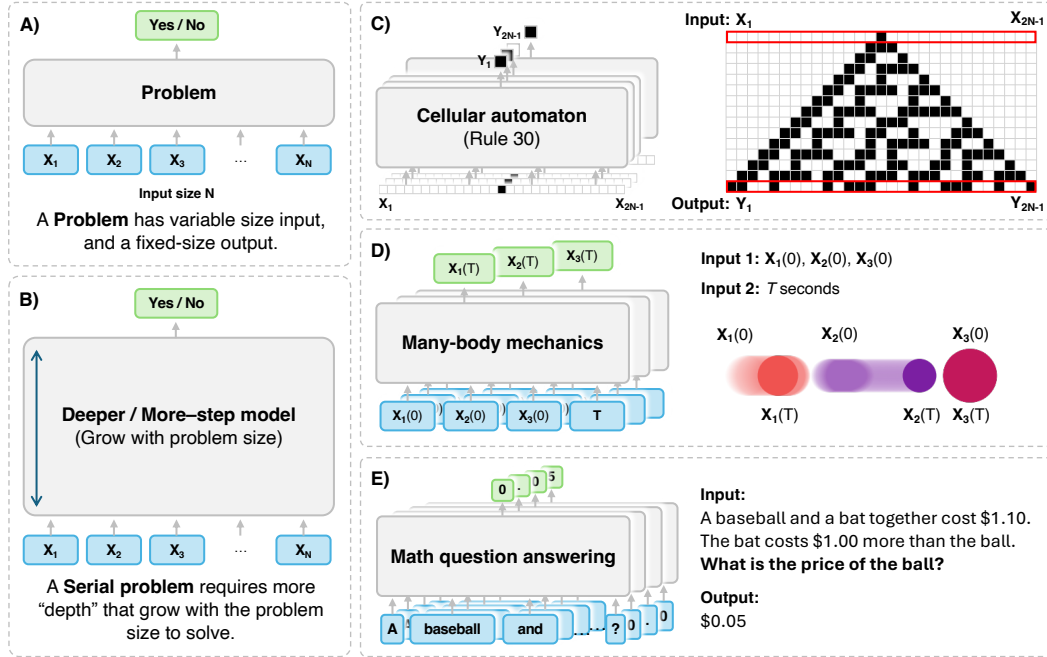 A)
Yes / No
Problem
X1 X2 X3 ... XN
Input size N
A Problem has variable size input,
and a fixed-size output.
B)
Yes / No
Deeper / More–step model
(Grow with problem size)
X1 X2 X3 ... XN
A Serial problem requires more
“depth” that grow with the problem
size to solve.
C)
Y2N-1
Y1
Cellular automaton
(Rule 30)
X1 X2N-1
Input: X1 X2N-1
Output: Y1 Y2N-1
D)
X1(T) X2(T) X3(T)
Many-body mechanics
X1(0) X2(0) X3(0) T
Input 1: X1(0), X2(0), X3(0)
Input 2: T seconds
X1(0) X2(0) X3(0)
X1(T) X2(T) X3(T)
E)
0 . 0 5
Math question answering
A baseball and ... ? 0 . 0
Input:
A baseball and a bat together cost $1.10.
The bat costs $1.00 more than the ball.
What is the price of the ball?
Output:
$0.05